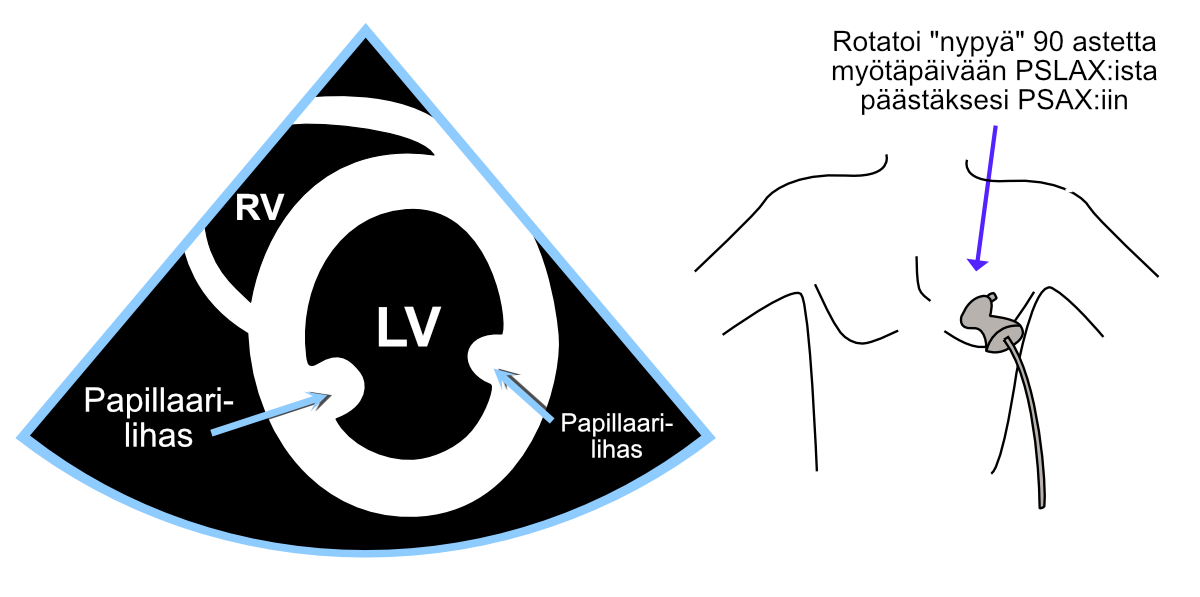 Rotatoi "nypyä" 90 astetta
myötäpäivään PSLAX:ista
päästäksesi PSAX:iin
RV
LV
Papillaari-
lihas
Papillaari-
lihas